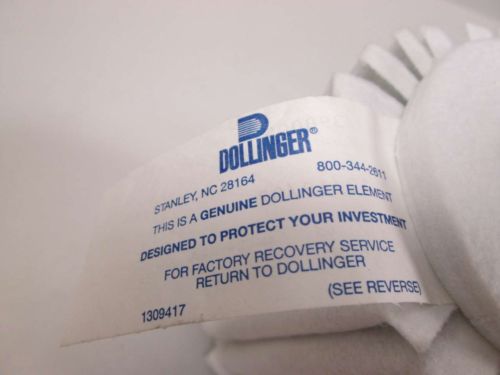 DOLLINGER®
STANLEY, NC 28164 800-344-2611
THIS IS A GENUINE DOLLINGER ELEMENT
DESIGNED TO PROTECT YOUR INVESTMENT
FOR FACTORY RECOVERY SERVICE
RETURN TO DOLLINGER
(SEE REVERSE)
1309417